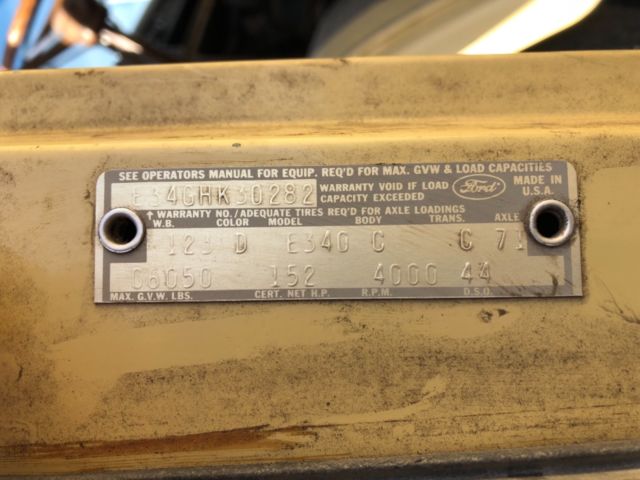 SEE OPERATORS MANUAL FOR EQUIP. REQ'D FOR MAX. GVW & LOAD CAPACITIES
E34GHK30282 WARRANTY VOID IF LOAD CAPACITY EXCEEDED Ford MADE IN U.S.A.
↑ WARRANTY NO./ADEQUATE TIRES REQ'D FOR AXLE LOADINGS
W.B. COLOR MODEL BODY TRANS. AXLE
123 D E340 C C 71
08050 152 4000 44
MAX. G.V.W. LBS. CERT. NET H.P. R.P.M. D.S.O.